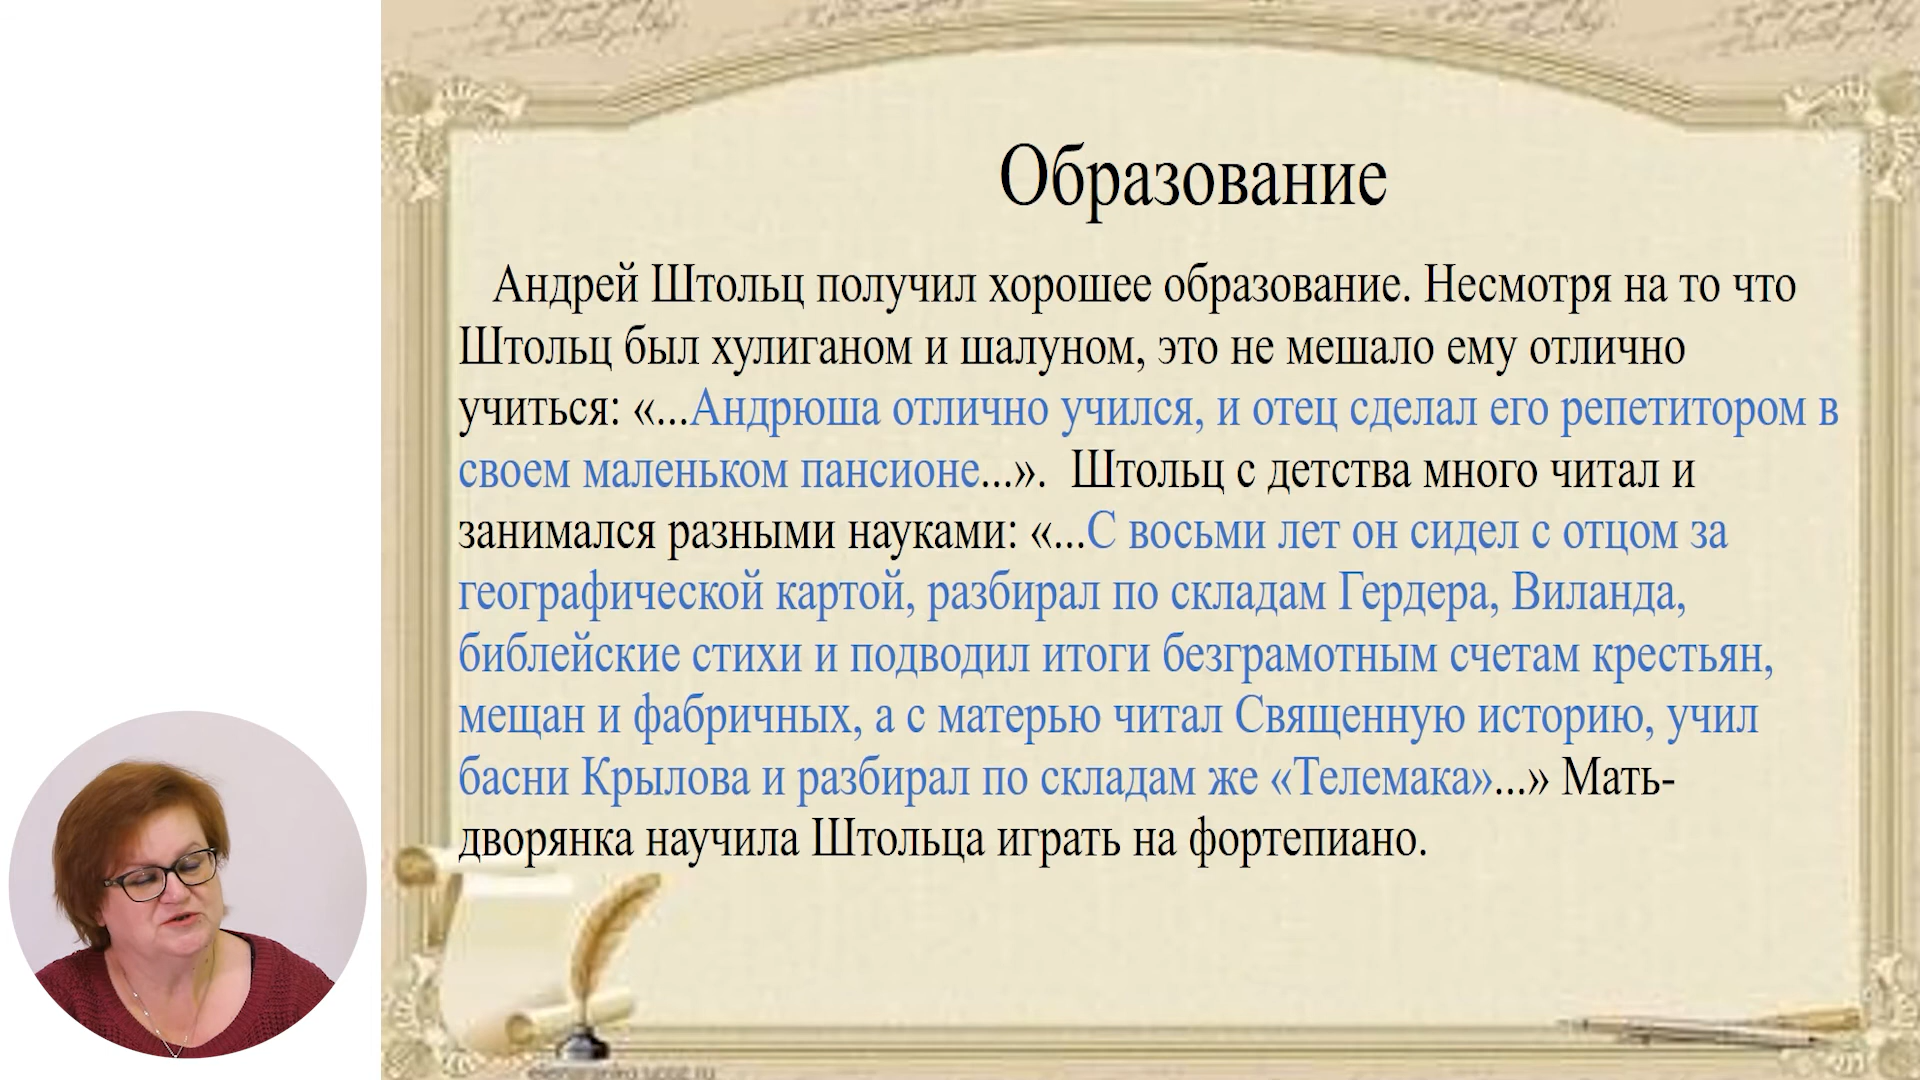 Образование
Андрей Штольц получил хорошее образование. Несмотря на то что
Штольц был хулиганом и шалуном, это не мешало ему отлично
учиться: «...Андрюша отлично учился, и отец сделал его репетитором в
своем маленьком пансионе...». Штольц с детства много читал и
занимался разными науками: «...С восьми лет он сидел с отцом за
географической картой, разбирал по складам Гердера, Виланда,
библейские стихи и подводил итоги безграмотным счетам крестьян,
мещан и фабричных, а с матерью читал Священную историю, учил
басни Крылова и разбирал по складам же «Телемака»...» Мать-
дворянка научила Штольца играть на фортепиано.